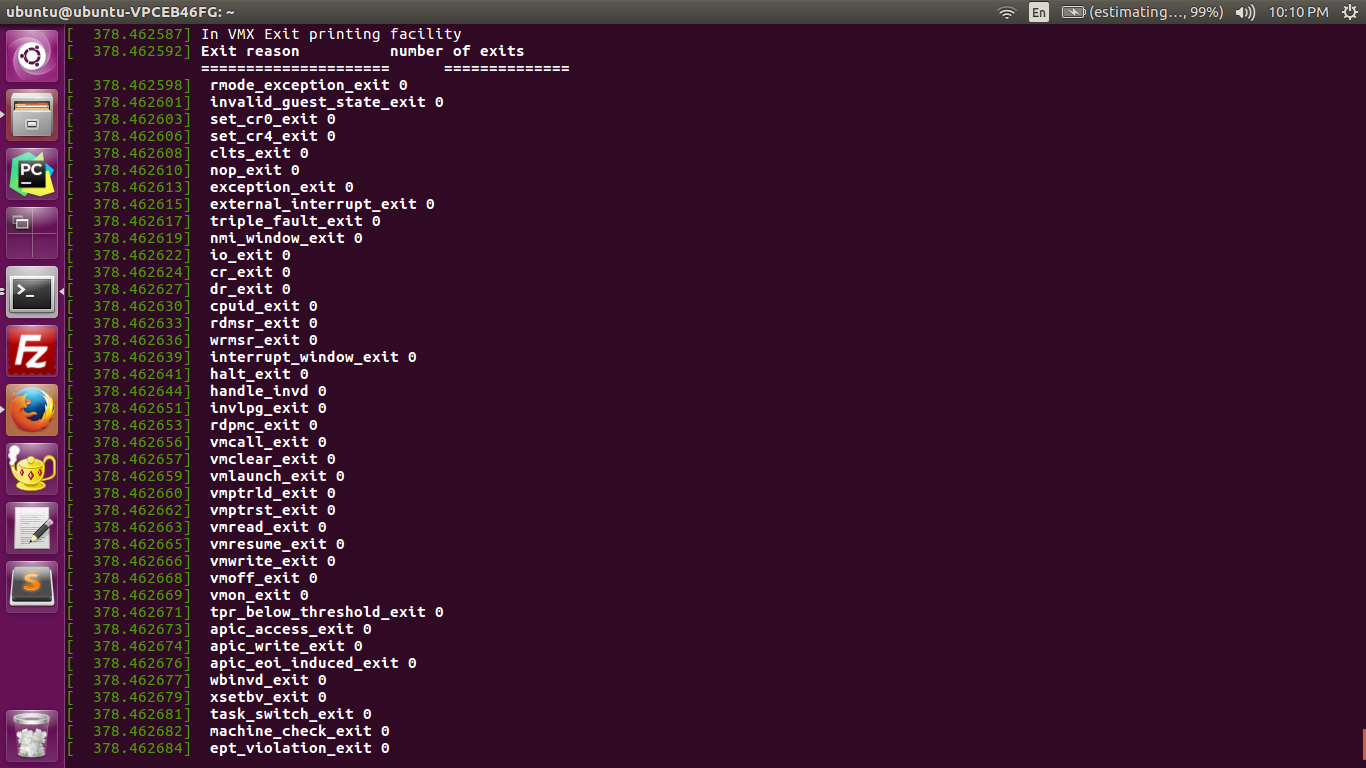 ubuntu@ubuntu-VPCEB46FG: ~ En (estimating..., 99%) 10:10 PM
[  378.462587] In VMX Exit printing facility
[  378.462592] Exit reason          number of exits
=====================      ==============
[  378.462598]  rmode_exception_exit 0
[  378.462601]  invalid_guest_state_exit 0
[  378.462603]  set_cr0_exit 0
[  378.462606]  set_cr4_exit 0
[  378.462608]  clts_exit 0
[  378.462610]  nop_exit 0
[  378.462613]  exception_exit 0
[  378.462615]  external_interrupt_exit 0
[  378.462617]  triple_fault_exit 0
[  378.462619]  nmi_window_exit 0
[  378.462622]  io_exit 0
[  378.462624]  cr_exit 0
[  378.462627]  dr_exit 0
[  378.462630]  cpuid_exit 0
[  378.462633]  rdmsr_exit 0
[  378.462636]  wrmsr_exit 0
[  378.462639]  interrupt_window_exit 0
[  378.462641]  halt_exit 0
[  378.462644]  handle_invd 0
[  378.462651]  invlpg_exit 0
[  378.462653]  rdpmc_exit 0
[  378.462656]  vmcall_exit 0
[  378.462657]  vmclear_exit 0
[  378.462659]  vmlaunch_exit 0
[  378.462660]  vmptrld_exit 0
[  378.462662]  vmptrst_exit 0
[  378.462663]  vmread_exit 0
[  378.462665]  vmresume_exit 0
[  378.462666]  vmwrite_exit 0
[  378.462668]  vmoff_exit 0
[  378.462669]  vmon_exit 0
[  378.462671]  tpr_below_threshold_exit 0
[  378.462673]  apic_access_exit 0
[  378.462674]  apic_write_exit 0
[  378.462676]  apic_eoi_induced_exit 0
[  378.462677]  wbinvd_exit 0
[  378.462679]  xsetbv_exit 0
[  378.462681]  task_switch_exit 0
[  378.462682]  machine_check_exit 0
[  378.462684]  ept_violation_exit 0
PC
>_
Fz
S